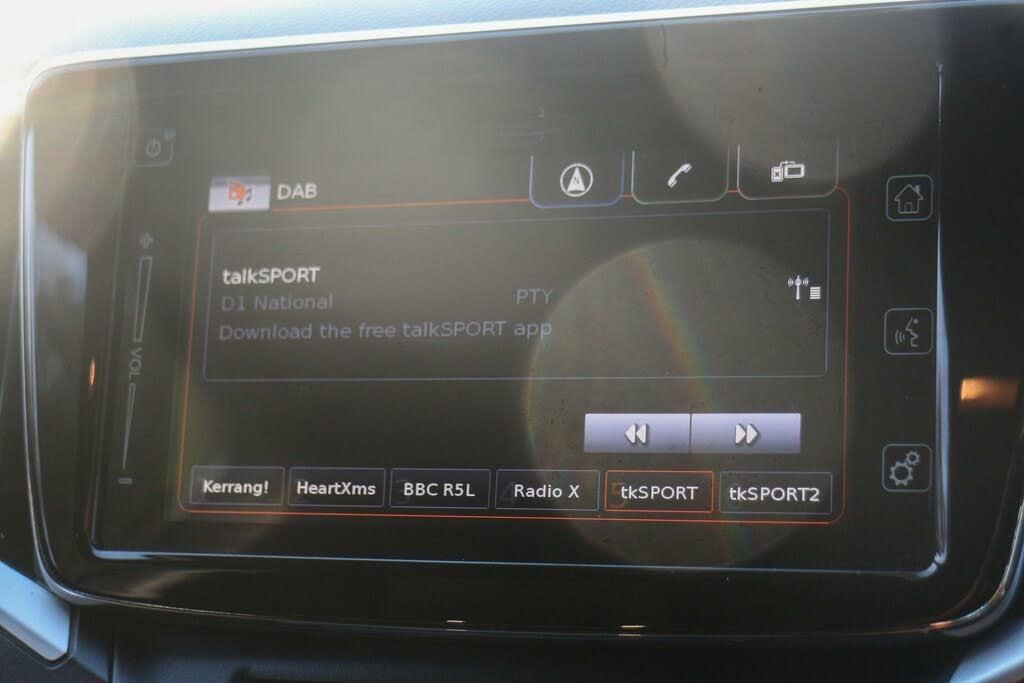 DAB
N
talkSPORT
D1 National PTY
Download the free talkSPORT app
VOL
Kerrang! HeartXms BBC R5L Radio X tkSPORT tkSPORT2